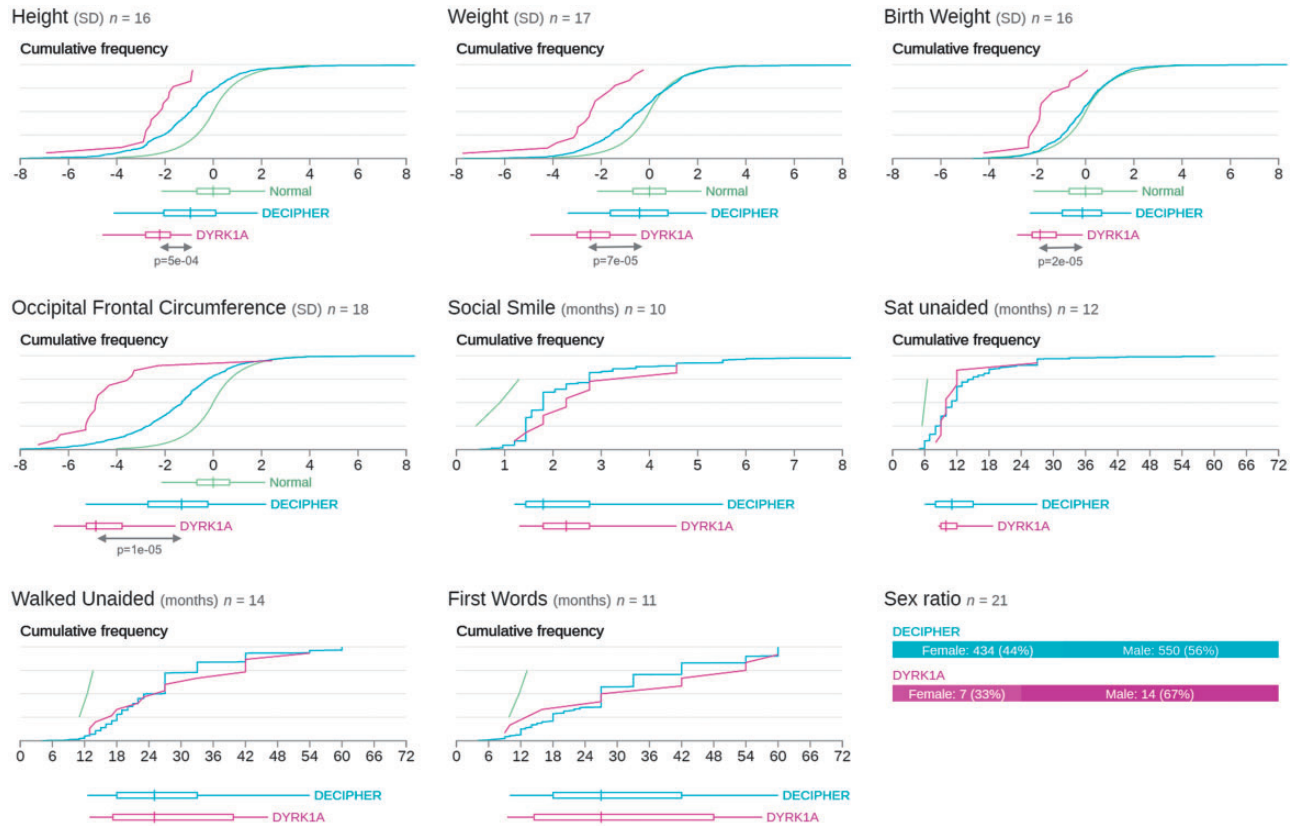 Height (SD) n = 16
Weight (SD) n = 17
Birth Weight (SD) n = 16
Cumulative frequency
Cumulative frequency
Cumulative frequency
-8 -6 -4 -2 0 2 4 6 8
-8 -6 -4 -2 0 2 4 6 8
-8 -6 -4 -2 0 2 4 6 8
Normal
Normal
Normal
DECIPHER
DECIPHER
DECIPHER
DYRK1A
DYRK1A
DYRK1A
p=5e-04
p=7e-05
p=2e-05
Occipital Frontal Circumference (SD) n = 18
Social Smile (months) n = 10
Sat unaided (months) n = 12
Cumulative frequency
Cumulative frequency
Cumulative frequency
-8 -6 -4 -2 0 2 4 6 8
0 1 2 3 4 5 6 7 8
0 6 12 18 24 30 36 42 48 54 60 66 72
Normal
DECIPHER
DECIPHER
DECIPHER
DYRK1A
DYRK1A
DYRK1A
p=1e-05
Walked Unaided (months) n = 14
First Words (months) n = 11
Sex ratio n = 21
Cumulative frequency
Cumulative frequency
DECIPHER
Female: 434 (44%) Male: 550 (56%)
DYRK1A
Female: 7 (33%) Male: 14 (67%)
0 6 12 18 24 30 36 42 48 54 60 66 72
0 6 12 18 24 30 36 42 48 54 60 66 72
DECIPHER
DECIPHER
DYRK1A
DYRK1A